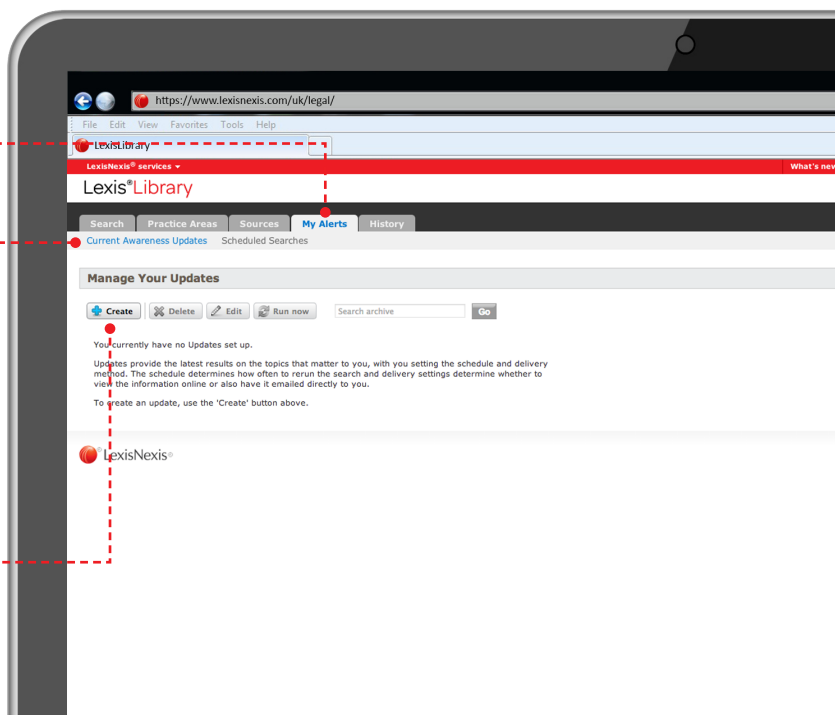 https://www.lexisnexis.com/uk/legal/
File Edit View Favorites Tools Help
LexisLibrary
LexisNexis® services What's new
Lexis®Library
Search Practice Areas Sources My Alerts History
Current Awareness Updates Scheduled Searches
Manage Your Updates
Create Delete Edit Run now Search archive Go
You currently have no Updates set up.
Updates provide the latest results on the topics that matter to you, with you setting the schedule and delivery
method. The schedule determines how often to rerun the search and delivery settings determine whether to
view the information online or also have it emailed directly to you.
To create an update, use the 'Create' button above.
LexisNexis®